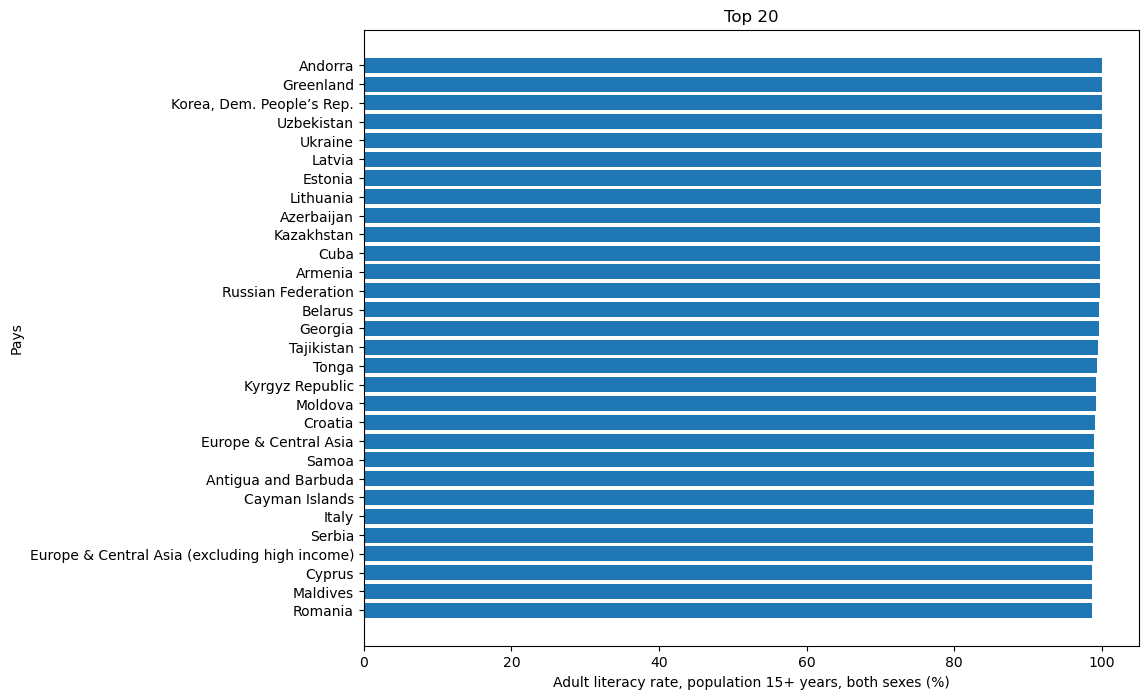 Top 20
Pays
Andorra
Greenland
Korea, Dem. People’s Rep.
Uzbekistan
Ukraine
Latvia
Estonia
Lithuania
Azerbaijan
Kazakhstan
Cuba
Armenia
Russian Federation
Belarus
Georgia
Tajikistan
Tonga
Kyrgyz Republic
Moldova
Croatia
Europe & Central Asia
Samoa
Antigua and Barbuda
Cayman Islands
Italy
Serbia
Europe & Central Asia (excluding high income)
Cyprus
Maldives
Romania
0 20 40 60 80 100
Adult literacy rate, population 15+ years, both sexes (%)